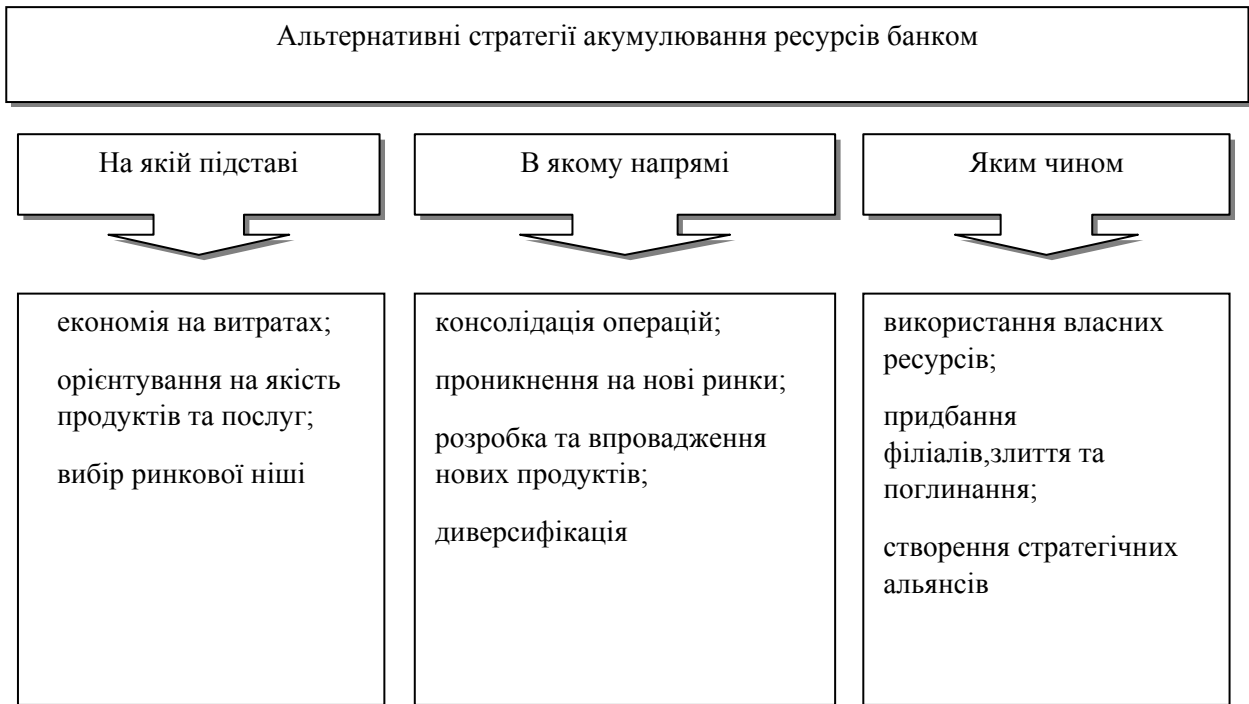 Альтернативні стратегії акумулювання ресурсів банком
На якій підставі
економія на витратах;
орієнтування на якість
продуктів та послуг;
вибір ринкової ніші
В якому напрямі
консолідація операцій;
проникнення на нові ринки;
розробка та впровадження
нових продуктів;
диверсифікація
Яким чином
використання власних
ресурсів;
придбання
філіалів,злиття та
поглинання;
створення стратегічних
альянсів